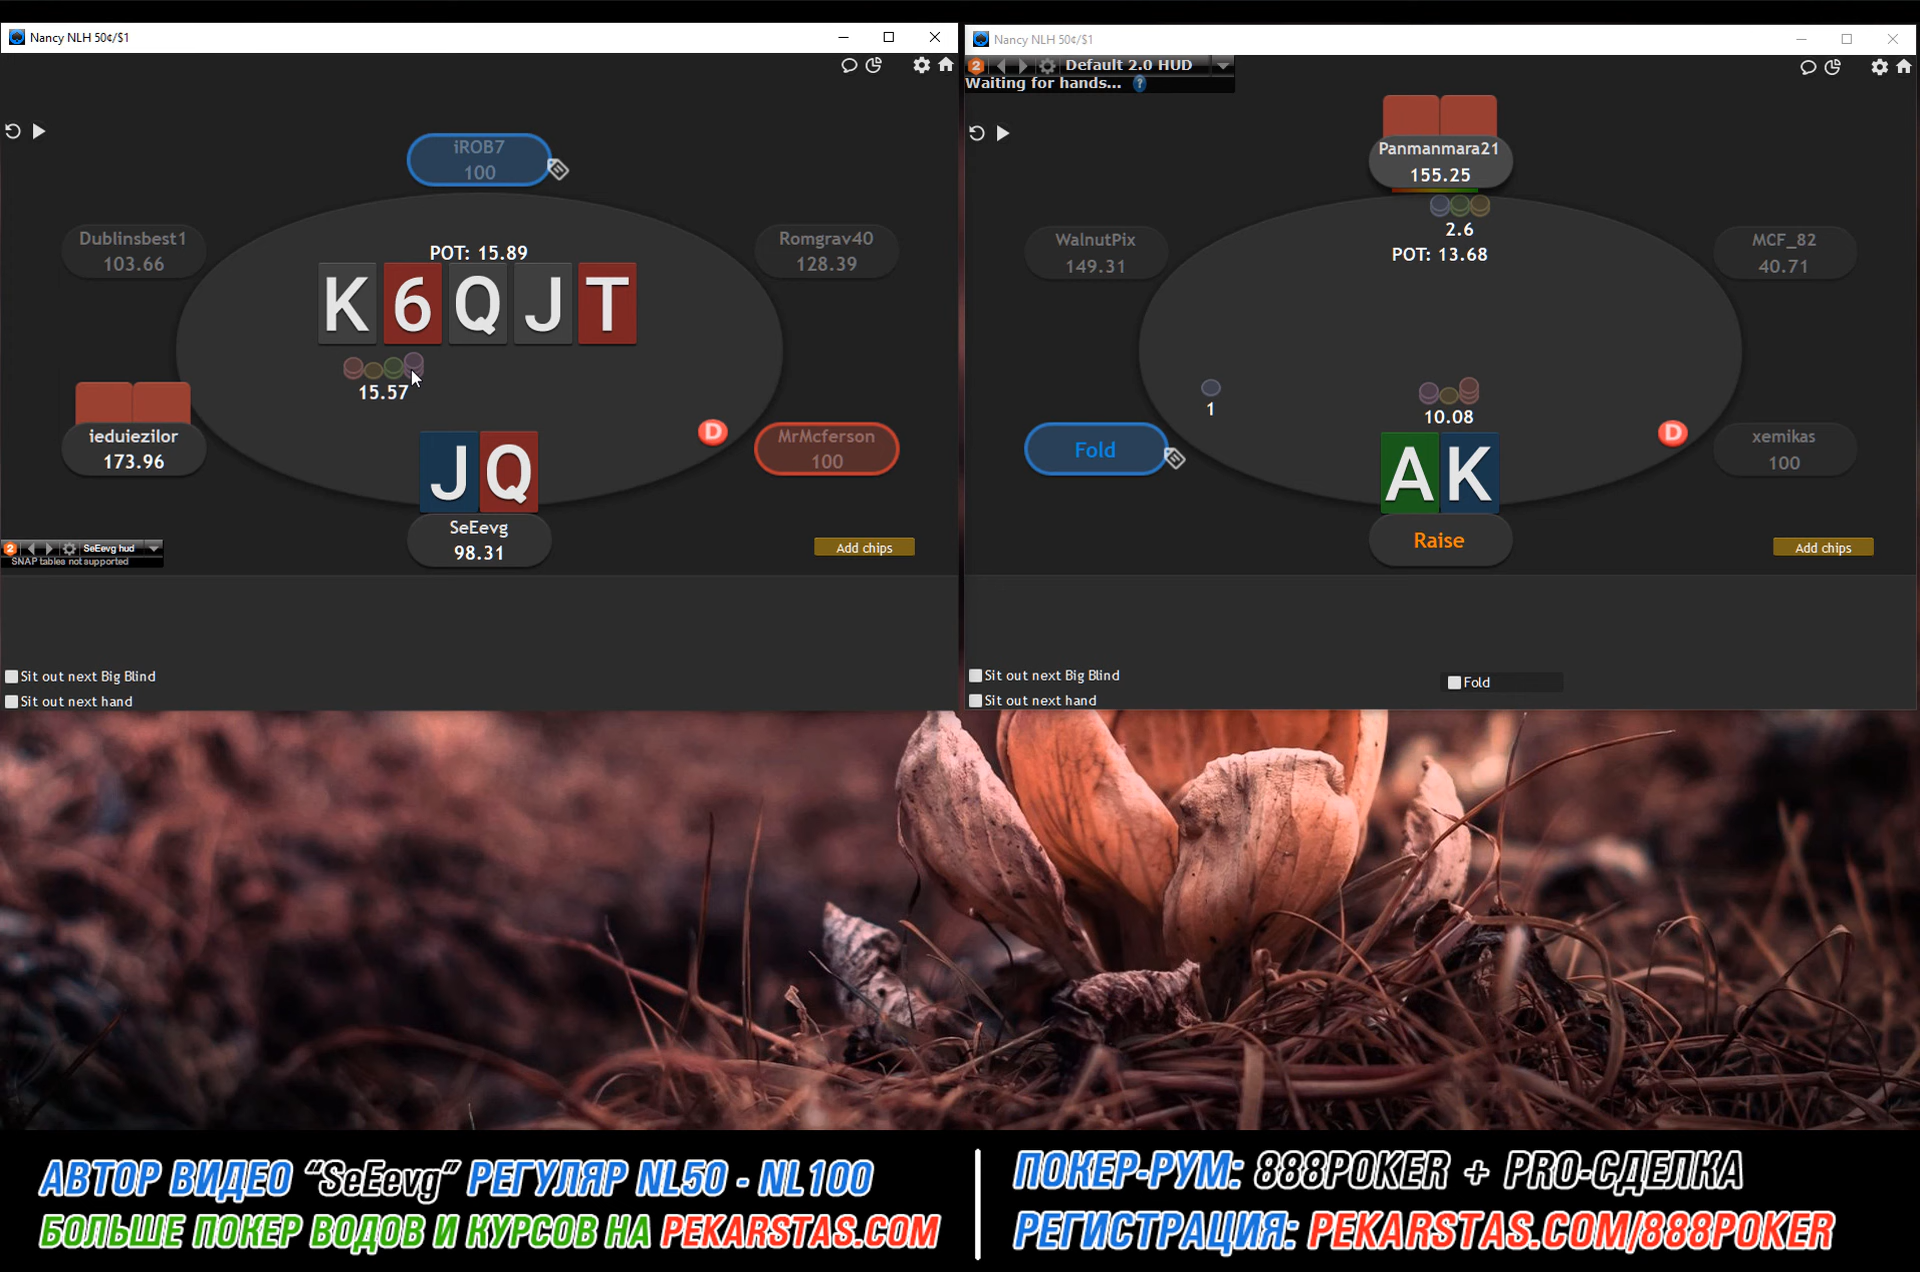 Nancy NLH 50¢/$1
iROB7
100
Dublinsbest1
103.66
Romgrav40
128.39
POT: 15.89
K 6 Q J T
15.57
ieduiezilor
173.96
D
MrMcferson
100
J Q
SeEevg
98.31
Add chips
2 SeEevg hud
SNAP tables not supported
Sit out next Big Blind
Sit out next hand
Nancy NLH 50¢/$1
2 Default 2.0 HUD
Waiting for hands... ?
Panmanmara21
155.25
2.6
POT: 13.68
WalnutPix
149.31
MCF_82
40.71
1
10.08
Fold
D
xemikas
100
A K
Raise
Add chips
Sit out next Big Blind
Sit out next hand
Fold
АВТОР ВИДЕО “SeEevg” РЕГУЛЯР NL50 - NL100
БОЛЬШЕ ПОКЕР ВОДОВ И КУРСОВ НА PEKARSTAS.COM
ПОКЕР-РУМ: 888POKER + PRO-СДЕЛКА
РЕГИСТРАЦИЯ: PEKARSTAS.COM/888POKER